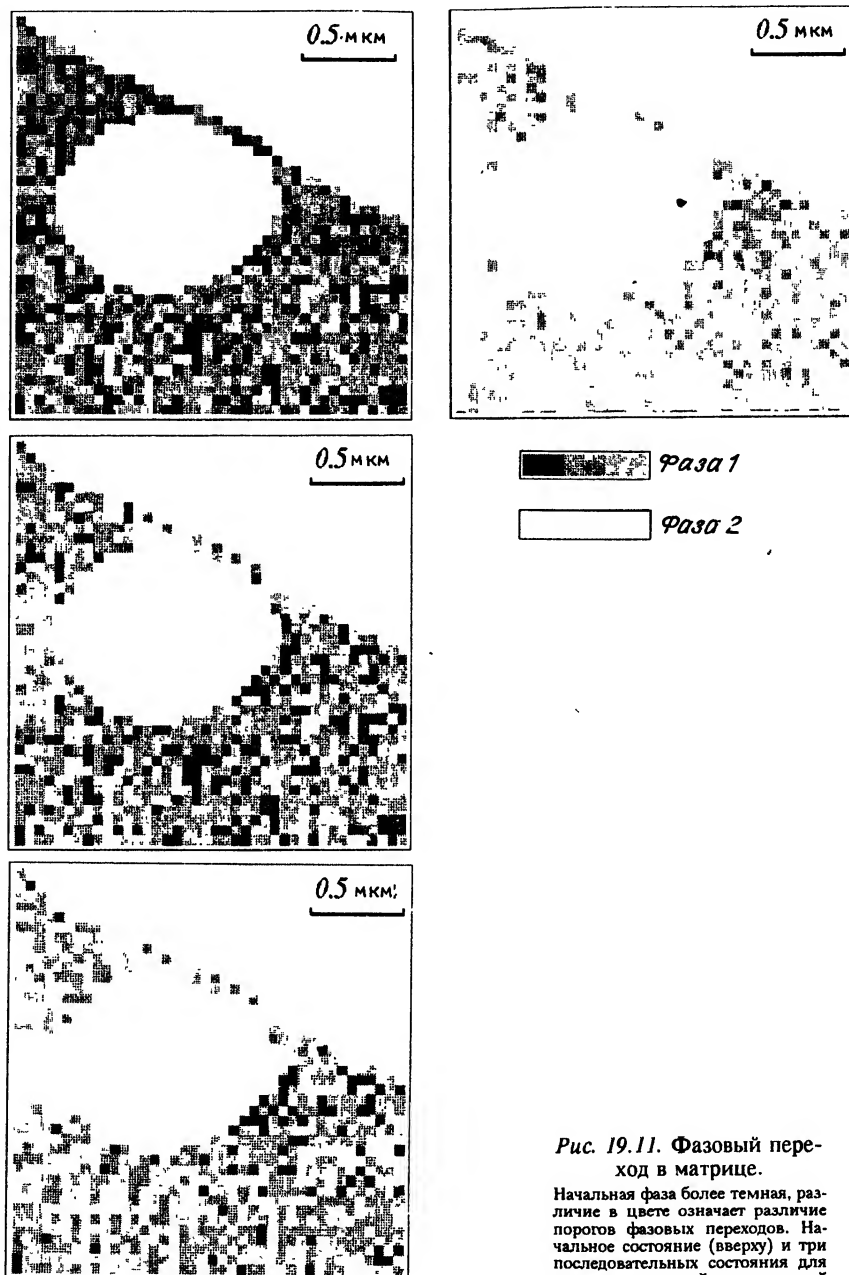 0.5 мкм
0.5 мкм
Фаза 1
Фаза 2
0.5 мкм
0.5 мкм
Рис. 19.11. Фазовый пере-
ход в матрице.
Начальная фаза более темная, раз-
личие в цвете означает различие
порогов фазовых переходов. На-
чальное состояние (вверху) и три
последовательных состояния для